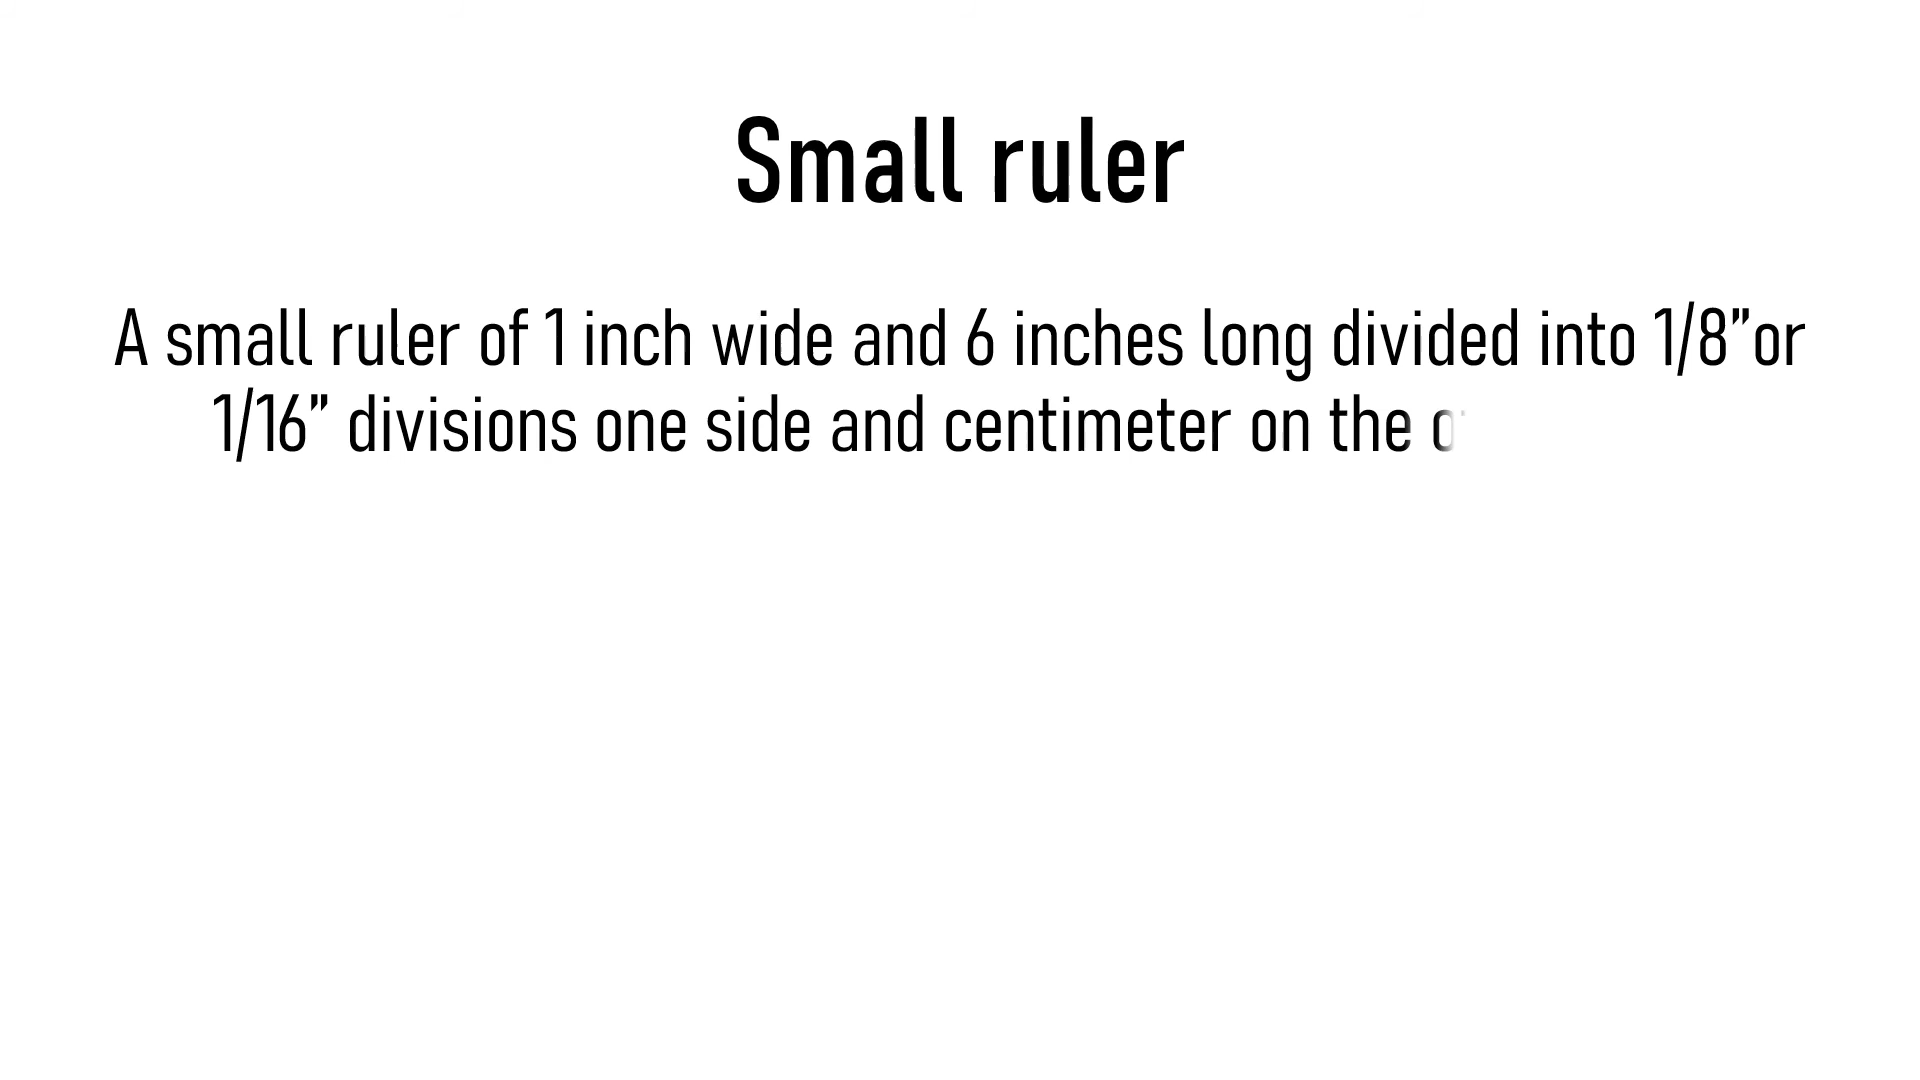 Small ruler
A small ruler of 1 inch wide and 6 inches long divided into 1/8”or
1/16” divisions one side and centimeter on the